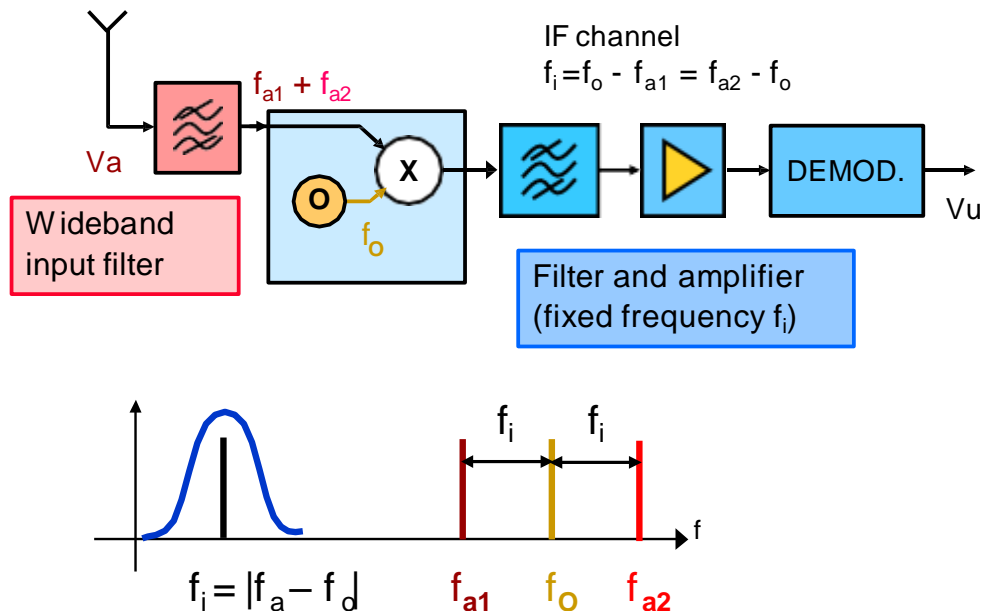 IF channel
fi=fo - fa1 = fa2 - fo
fa1 + fa2
Va
X
O
fo
DEMOD.
Vu
Wideband
input filter
Filter and amplifier
(fixed frequency fi)
fi
fi
f
fi = |fa – fo|
fa1
fO
fa2